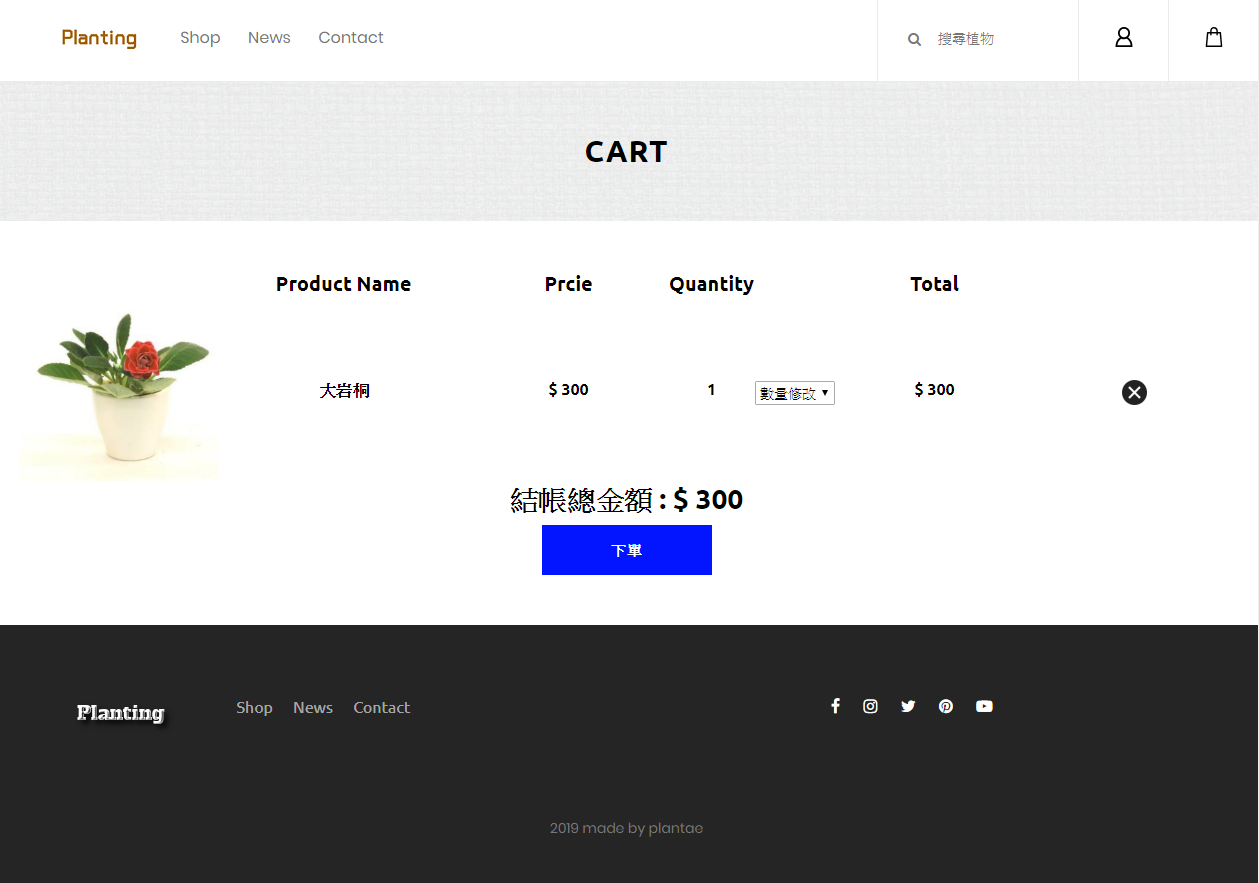 Planting Shop News Contact 搜尋植物
CART
Product Name Prcie Quantity Total
大岩桐 $ 300 1 數量修改 $ 300
結帳總金額 : $ 300
下單
Planting Shop News Contact
2019 made by plantae